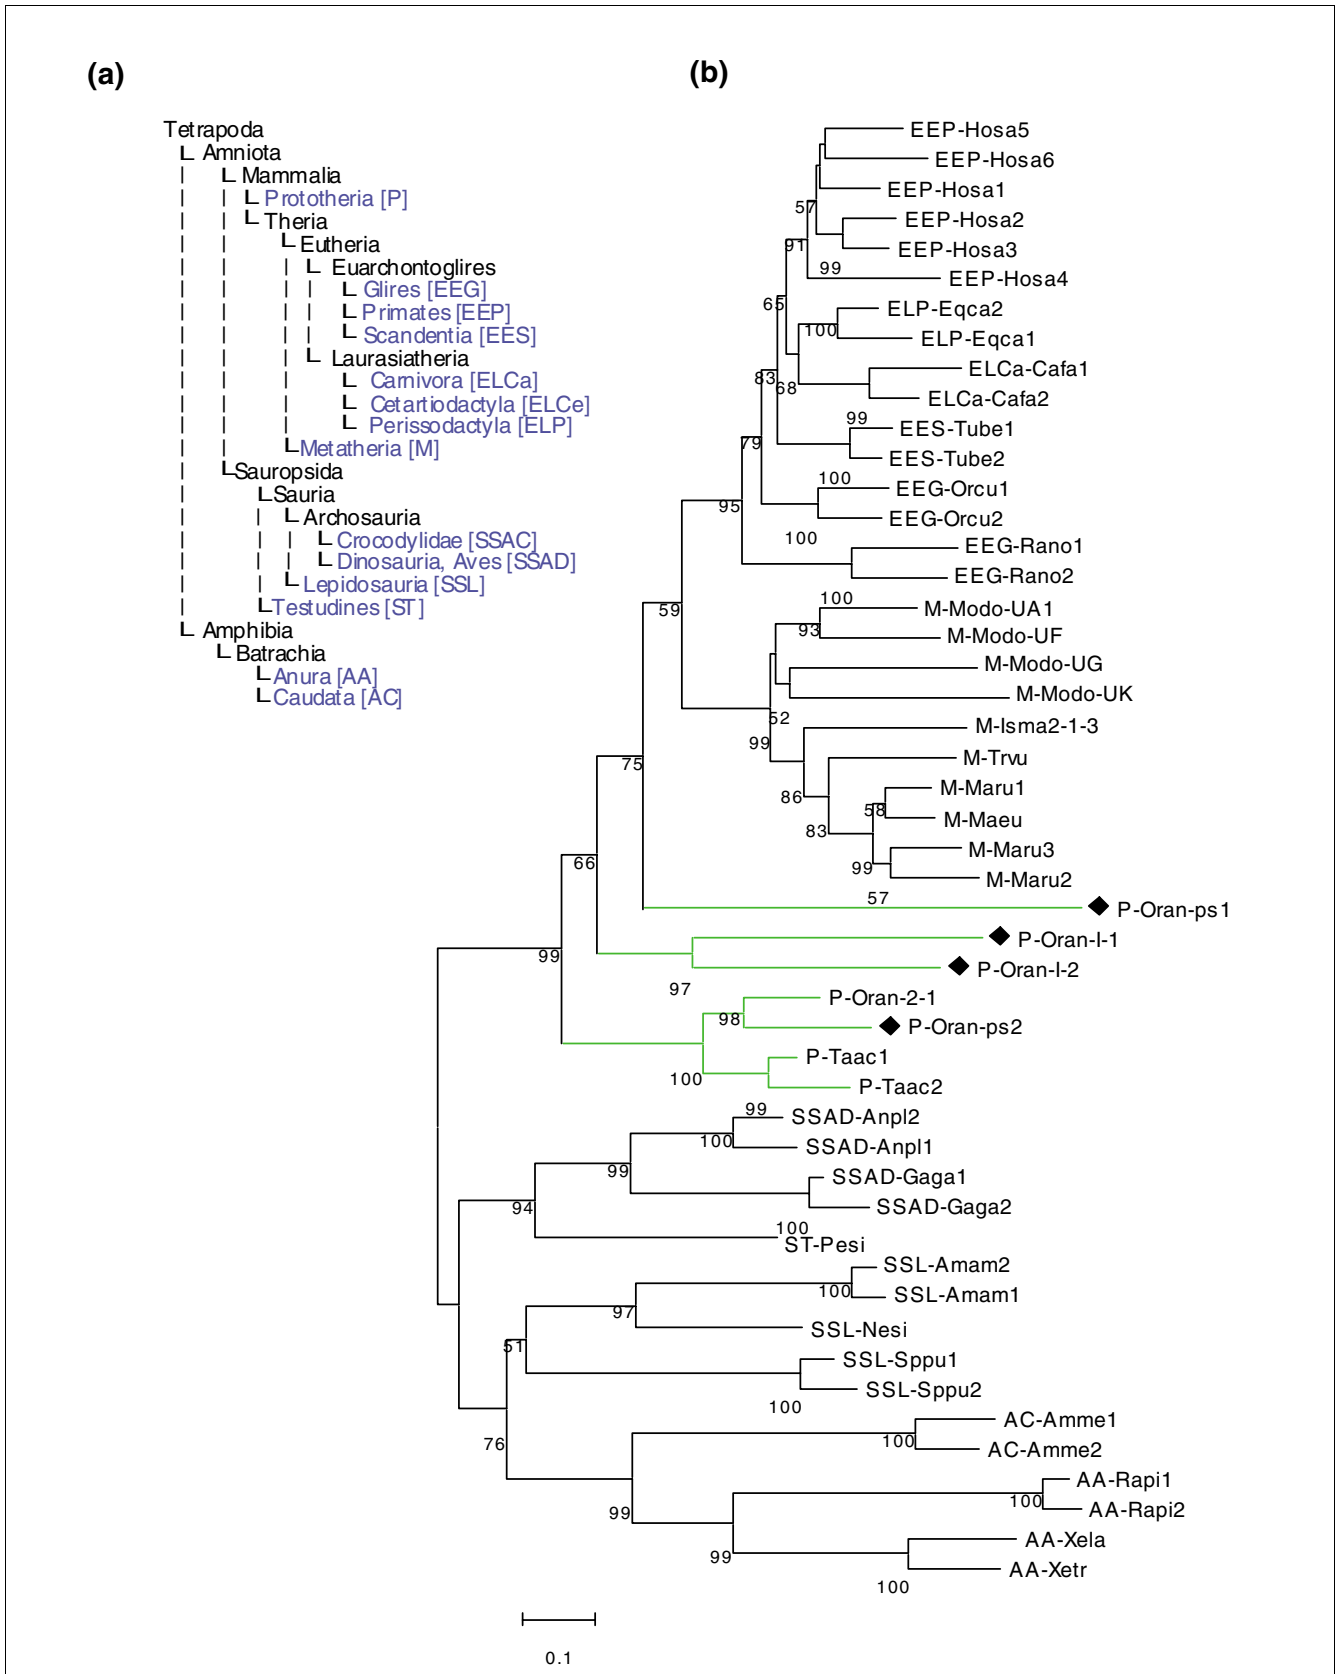 (a)
Tetrapoda
Amniota
Mammalia
Prototheria [P]
Theria
Eutheria
Euarchontoglires
Glires [EEG]
Primates [EEP]
Scandentia [EES]
Laurasiatheria
Carnivora [ELCa]
Cetartiodactyla [ELCe]
Perissodactyla [ELP]
Metatheria [M]
Sauropsida
Sauria
Archosauria
Crocodylidae [SSAC]
Dinosauria, Aves [SSAD]
Lepidosauria [SSL]
Testudines [ST]
Amphibia
Batrachia
Anura [AA]
Caudata [AC]
(b)
EEP-Hosa5
EEP-Hosa6
EEP-Hosa1
57
EEP-Hosa2
91
EEP-Hosa3
99
EEP-Hosa4
65
ELP-Eqca2
100
ELP-Eqca1
ELCa-Cafa1
83
68
ELCa-Cafa2
99
EES-Tube1
79
EES-Tube2
100
EEG-Orcu1
95
EEG-Orcu2
100
EEG-Rano1
EEG-Rano2
59
100
M-Modo-UA1
93
M-Modo-UF
M-Modo-UG
M-Modo-UK
52
M-Isma2-1-3
99
M-Trvu
75
M-Maru1
86
58
M-Maeu
83
M-Maru3
99
M-Maru2
66
57
P-Oran-ps1
P-Oran-I-1
99
P-Oran-I-2
97
P-Oran-2-1
98
P-Oran-ps2
P-Taac1
100
P-Taac2
99
SSAD-Anpl2
100
SSAD-Anpl1
99
SSAD-Gaga1
94
SSAD-Gaga2
100
ST-Pesi
SSL-Amam2
100
SSL-Amam1
97
SSL-Nesi
51
SSL-Sppu1
SSL-Sppu2
100
AC-Amme1
76
100
AC-Amme2
AA-Rapi1
100
AA-Rapi2
99
AA-Xela
99
AA-Xetr
100
0.1